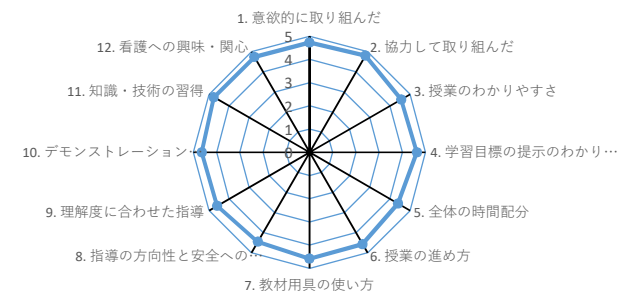 1. 意欲的に取り組んだ
2. 協力して取り組んだ
3. 授業のわかりやすさ
4. 学習目標の提示のわかり…
5. 全体の時間配分
6. 授業の進め方
7. 教材用具の使い方
8. 指導の方向性と安全への…
9. 理解度に合わせた指導
10. デモンストレーション…
11. 知識・技術の習得
12. 看護への興味・関心
5
4
3
2
1
0